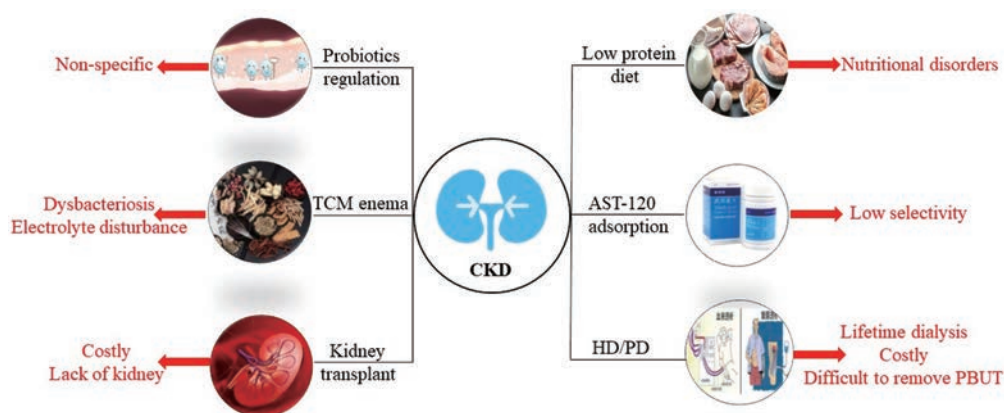 Non-specific
Probiotics
regulation
Low protein
diet
Nutritional disorders
Dysbacteriosis
Electrolyte disturbance
TCM enema
CKD
AST-120
adsorption
Low selectivity
Costly
Lack of kidney
Kidney
transplant
HD/PD
Lifetime dialysis
Costly
Difficult to remove PBUT